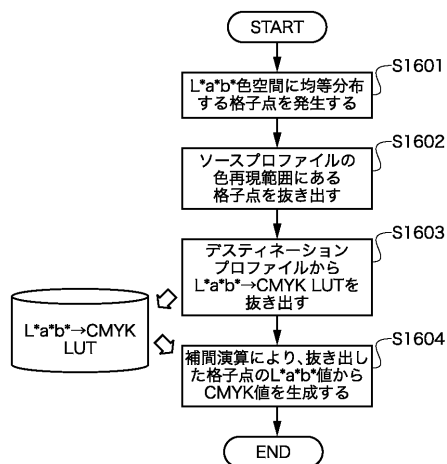 START
S1601
L*a*b*色空間に均等分布
する格子点を発生する
S1602
ソースプロファイルの
色再現範囲にある
格子点を抜き出す
S1603
デスティネーション
プロファイルから
L*a*b*→CMYK LUTを
抜き出す
L*a*b*→CMYK
LUT
S1604
補間演算により、抜き出し
た格子点のL*a*b*値から
CMYK値を生成する
END